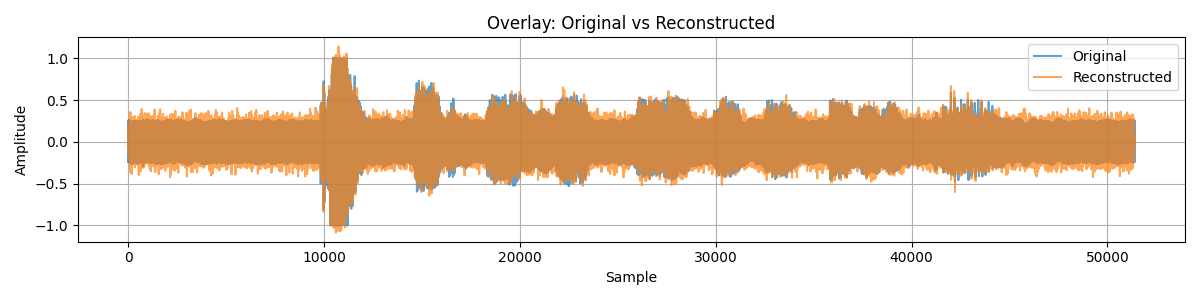 Overlay: Original vs Reconstructed
Original
Reconstructed
Amplitude
1.0
0.5
0.0
−0.5
−1.0
0 10000 20000 30000 40000 50000
Sample